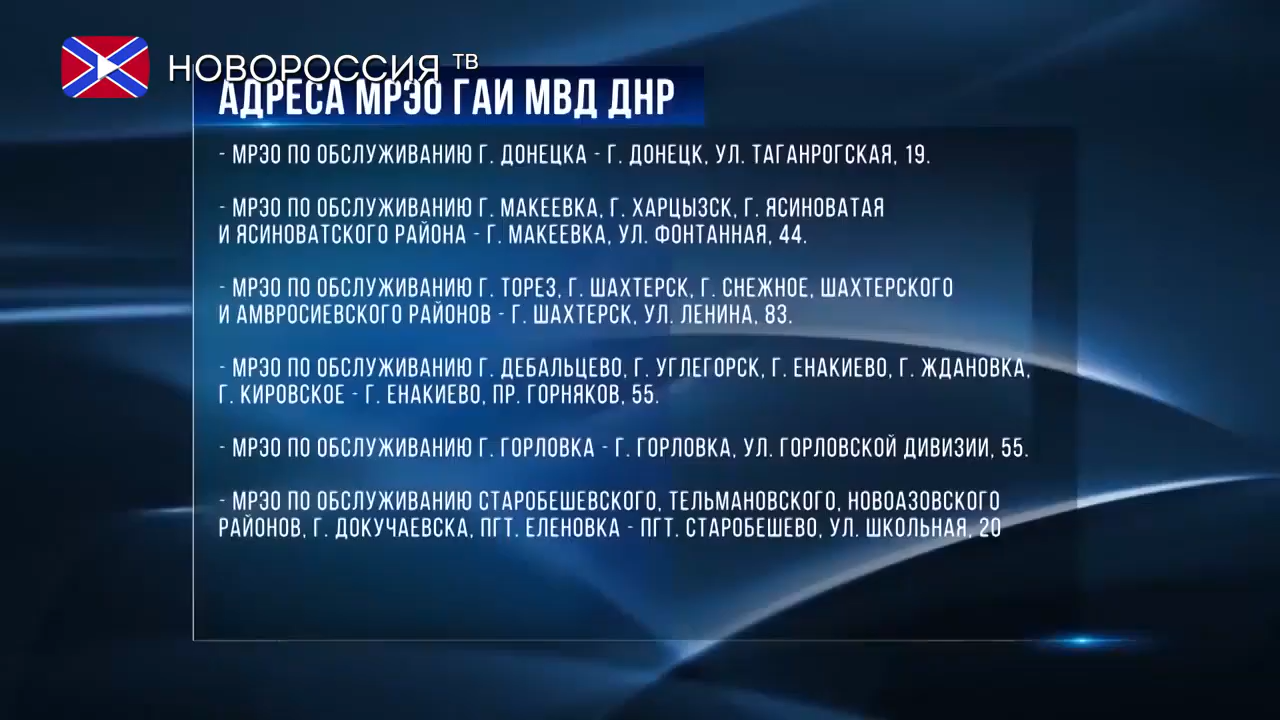 НОВОРОССИЯ ТВ
АДРЕСА МРЭО ГАИ МВД ДНР
- МРЭО ПО ОБСЛУЖИВАНИЮ Г. ДОНЕЦКА - Г. ДОНЕЦК, УЛ. ТАГАНРОГСКАЯ, 19.
- МРЭО ПО ОБСЛУЖИВАНИЮ Г. МАКЕЕВКА, Г. ХАРЦЫЗСК, Г. ЯСИНОВАТАЯ
И ЯСИНОВАТСКОГО РАЙОНА - Г. МАКЕЕВКА, УЛ. ФОНТАННАЯ, 44.
- МРЭО ПО ОБСЛУЖИВАНИЮ Г. ТОРЕЗ, Г. ШАХТЕРСК, Г. СНЕЖНОЕ, ШАХТЕРСКОГО
И АМВРОСИЕВСКОГО РАЙОНОВ - Г. ШАХТЕРСК, УЛ. ЛЕНИНА, 83.
- МРЭО ПО ОБСЛУЖИВАНИЮ Г. ДЕБАЛЬЦЕВО, Г. УГЛЕГОРСК, Г. ЕНАКИЕВО, Г. ЖДАНОВКА,
Г. КИРОВСКОЕ - Г. ЕНАКИЕВО, ПР. ГОРНЯКОВ, 55.
- МРЭО ПО ОБСЛУЖИВАНИЮ Г. ГОРЛОВКА - Г. ГОРЛОВКА, УЛ. ГОРЛОВСКОЙ ДИВИЗИИ, 55.
- МРЭО ПО ОБСЛУЖИВАНИЮ СТАРОБЕШЕВСКОГО, ТЕЛЬМАНОВСКОГО, НОВОАЗОВСКОГО
РАЙОНОВ, Г. ДОКУЧАЕВСКА, ПГТ. ЕЛЕНОВКА - ПГТ. СТАРОБЕШЕВО, УЛ. ШКОЛЬНАЯ, 20